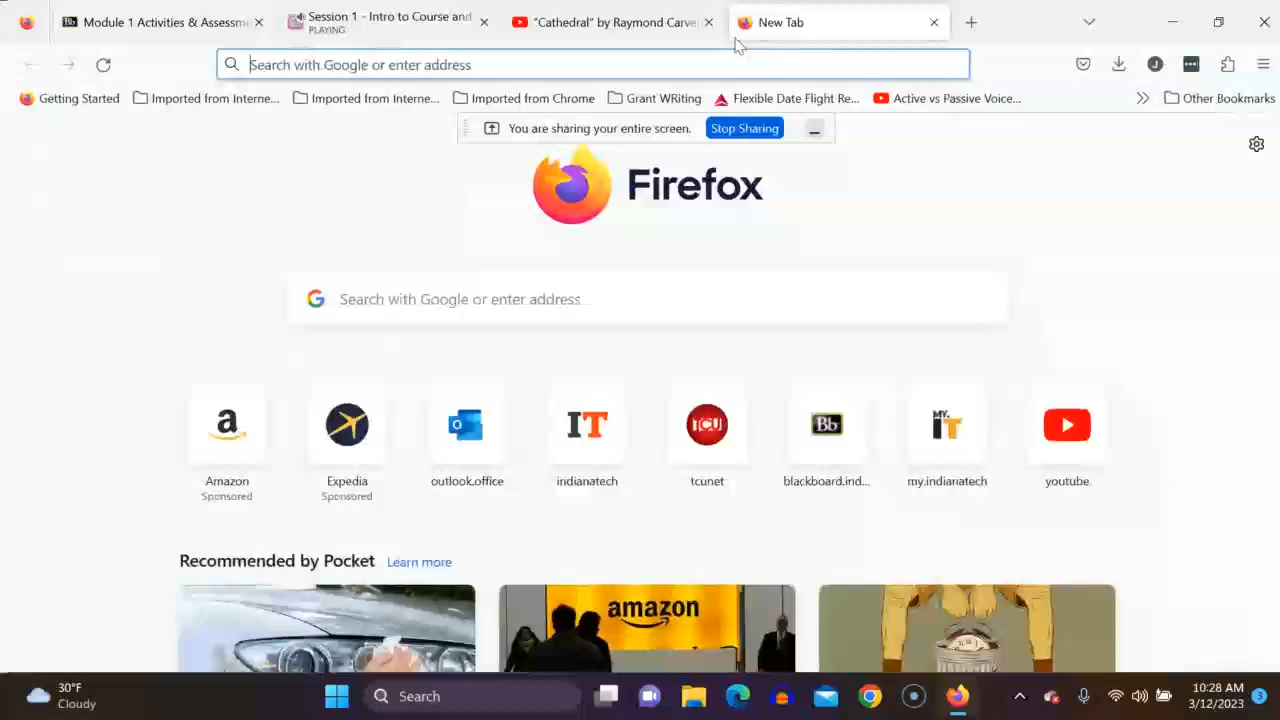 Module 1 Activities & Assessm
Session 1 - Intro to Course and
PLAYING
"Cathedral" by Raymond Carve
New Tab
Search with Google or enter address
J
Getting Started
Imported from Interne...
Imported from Interne...
Imported from Chrome
Grant WRiting
Flexible Date Flight Re...
Active vs Passive Voice...
Other Bookmarks
You are sharing your entire screen.
Stop Sharing
Firefox
Search with Google or enter address
a
IT
TCU
Bb
MY.
IT
Amazon
Sponsored
Expedia
Sponsored
outlook.office
indianatech
tcunet
blackboard.ind...
my.indianatech
youtube.
Recommended by Pocket
Learn more
amazon
30°F
Cloudy
Search
10:28 AM
3/12/2023
3